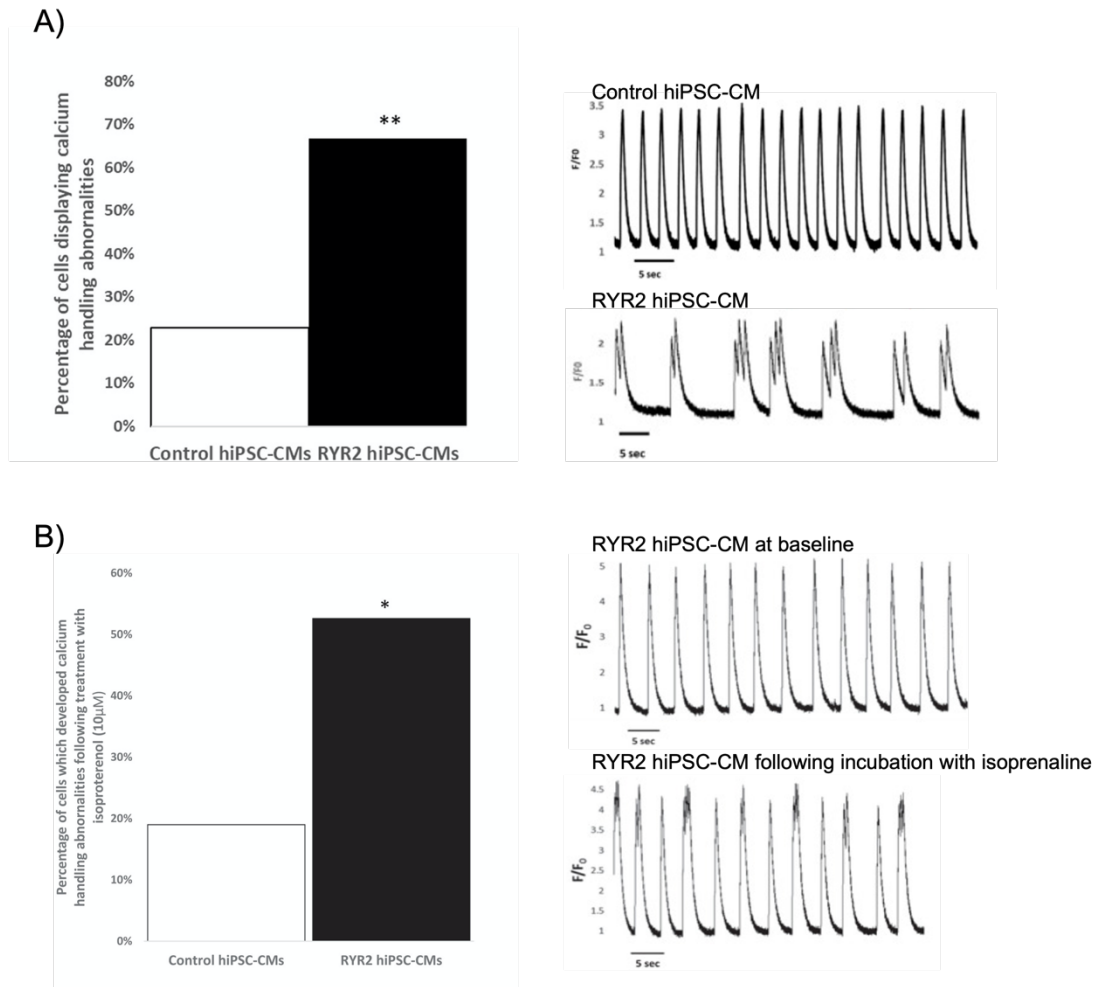 A)
80%
70%
60%
50%
40%
30%
20%
10%
0%
Percentage of cells displaying calcium
handling abnormalities
**
Control hiPSC-CMs RYR2 hiPSC-CMs
Control hiPSC-CM
3.5
3
2.5
2
1.5
1
F/F0
5 sec
RYR2 hiPSC-CM
2
1.5
1
F/F0
5 sec
B)
60%
50%
40%
30%
20%
10%
0%
Percentage of cells which developed calcium
handling abnormalities following treatment with
isoproterenol (10μM)
*
Control hiPSC-CMs RYR2 hiPSC-CMs
RYR2 hiPSC-CM at baseline
5
4
3
2
1
F/F₀
5 sec
RYR2 hiPSC-CM following incubation with isoprenaline
4.5
4
3.5
3
2.5
2
1.5
1
F/F₀
5 sec